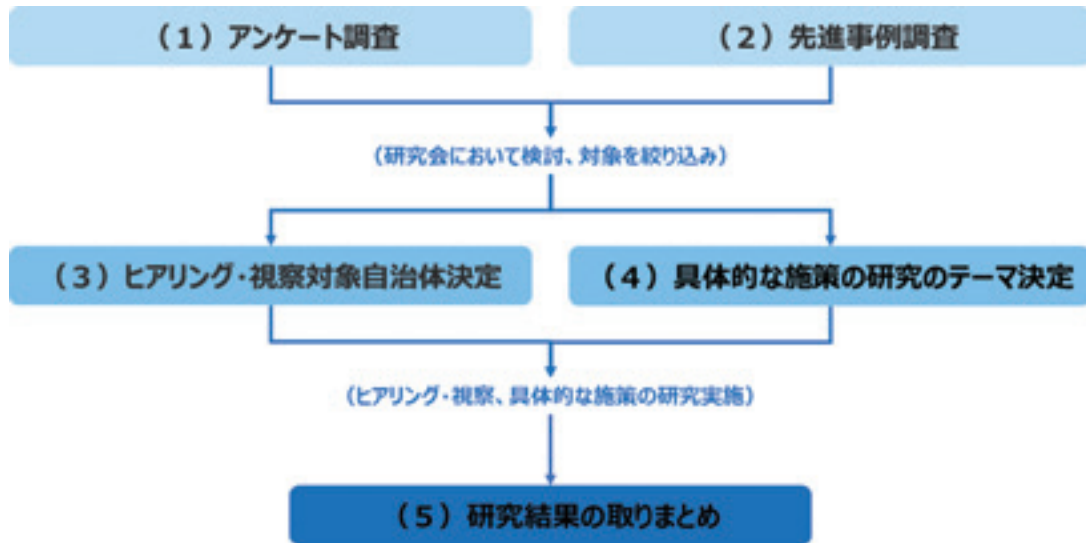 （1）アンケート調査
（2）先進事例調査
（研究会において検討、対象を絞り込み）
（3）ヒアリング・視察対象自治体決定
（4）具体的な施策の研究のテーマ決定
（ヒアリング・視察、具体的な施策の研究実施）
（5）研究結果の取りまとめ